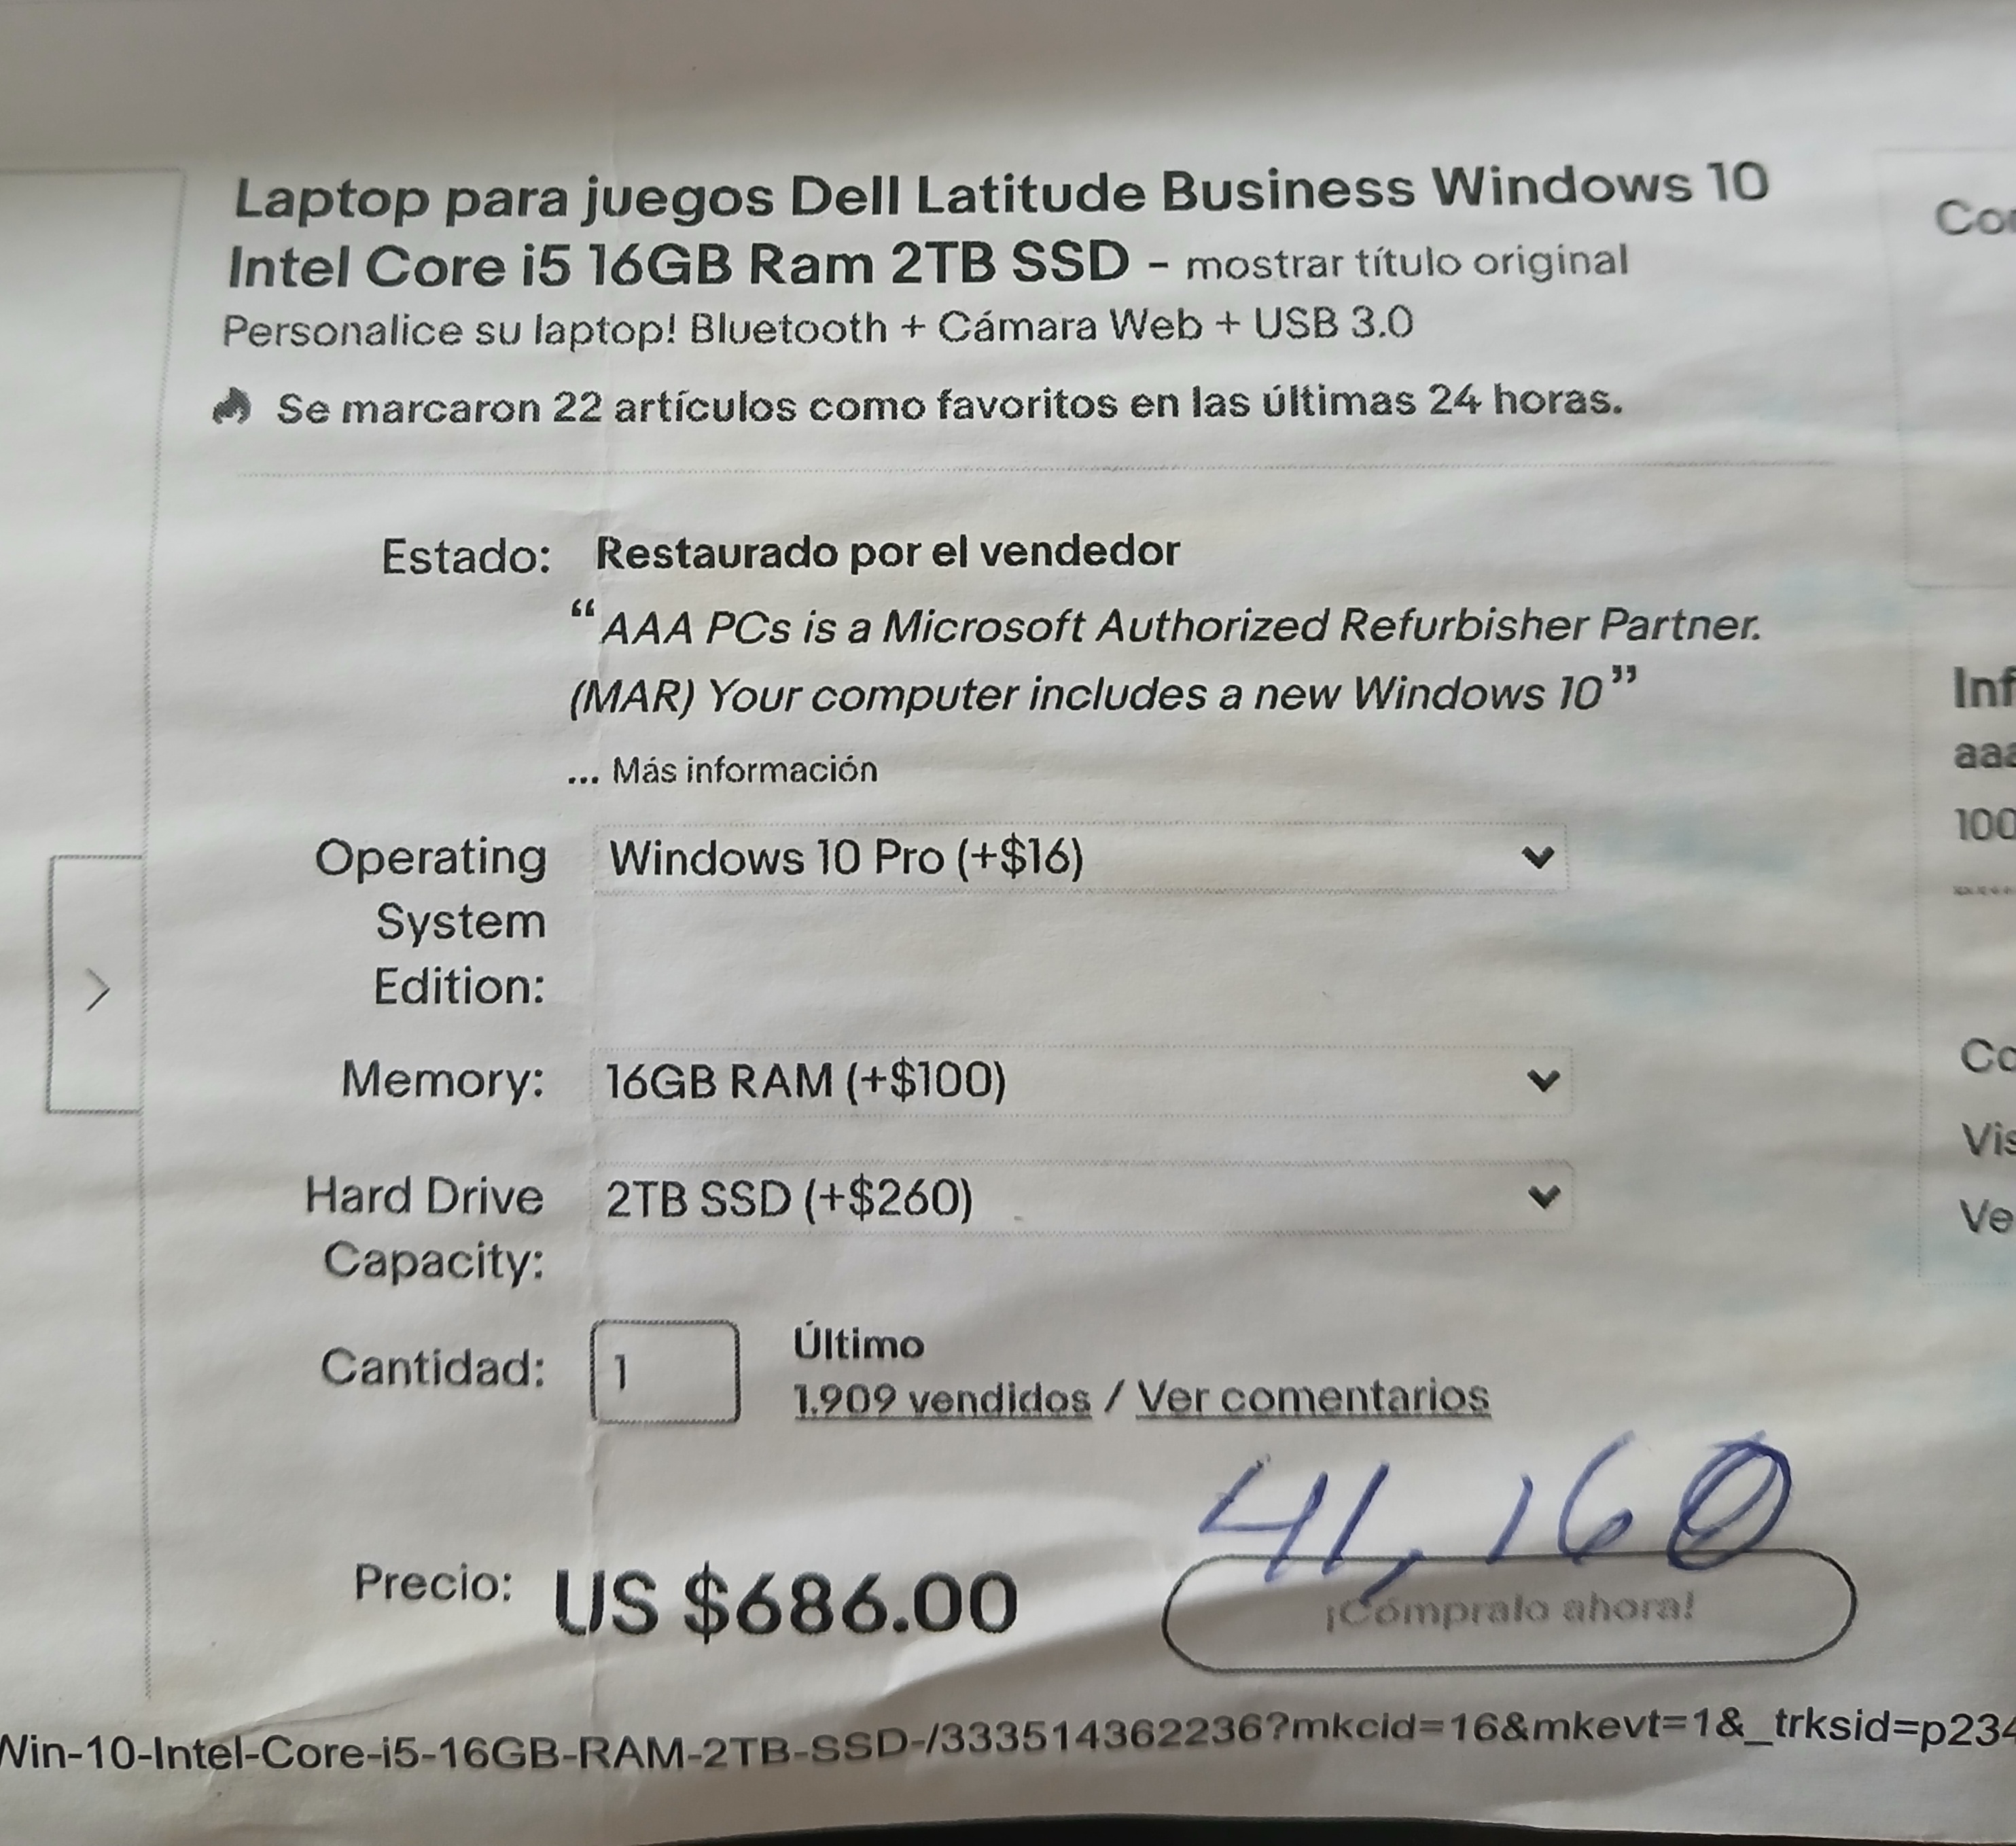 Laptop para juegos Dell Latitude Business Windows 10
Intel Core i5 16GB Ram 2TB SSD - mostrar título original
Personalice su laptop! Bluetooth + Cámara Web + USB 3.0
Se marcaron 22 artículos como favoritos en las últimas 24 horas.
Estado: Restaurado por el vendedor
“AAA PCs is a Microsoft Authorized Refurbisher Partner.
(MAR) Your computer includes a new Windows 10”
... Más información
Operating System Edition: Windows 10 Pro (+$16)
Memory: 16GB RAM (+$100)
Hard Drive Capacity: 2TB SSD (+$260)
Cantidad: 1
Último
1.909 vendidos / Ver comentarios
41,160
Precio: US $686.00
¡Cómpralo ahora!
Win-10-Intel-Core-i5-16GB-RAM-2TB-SSD-/333514362236?mkcid=16&mkevt=1&_trksid=p234